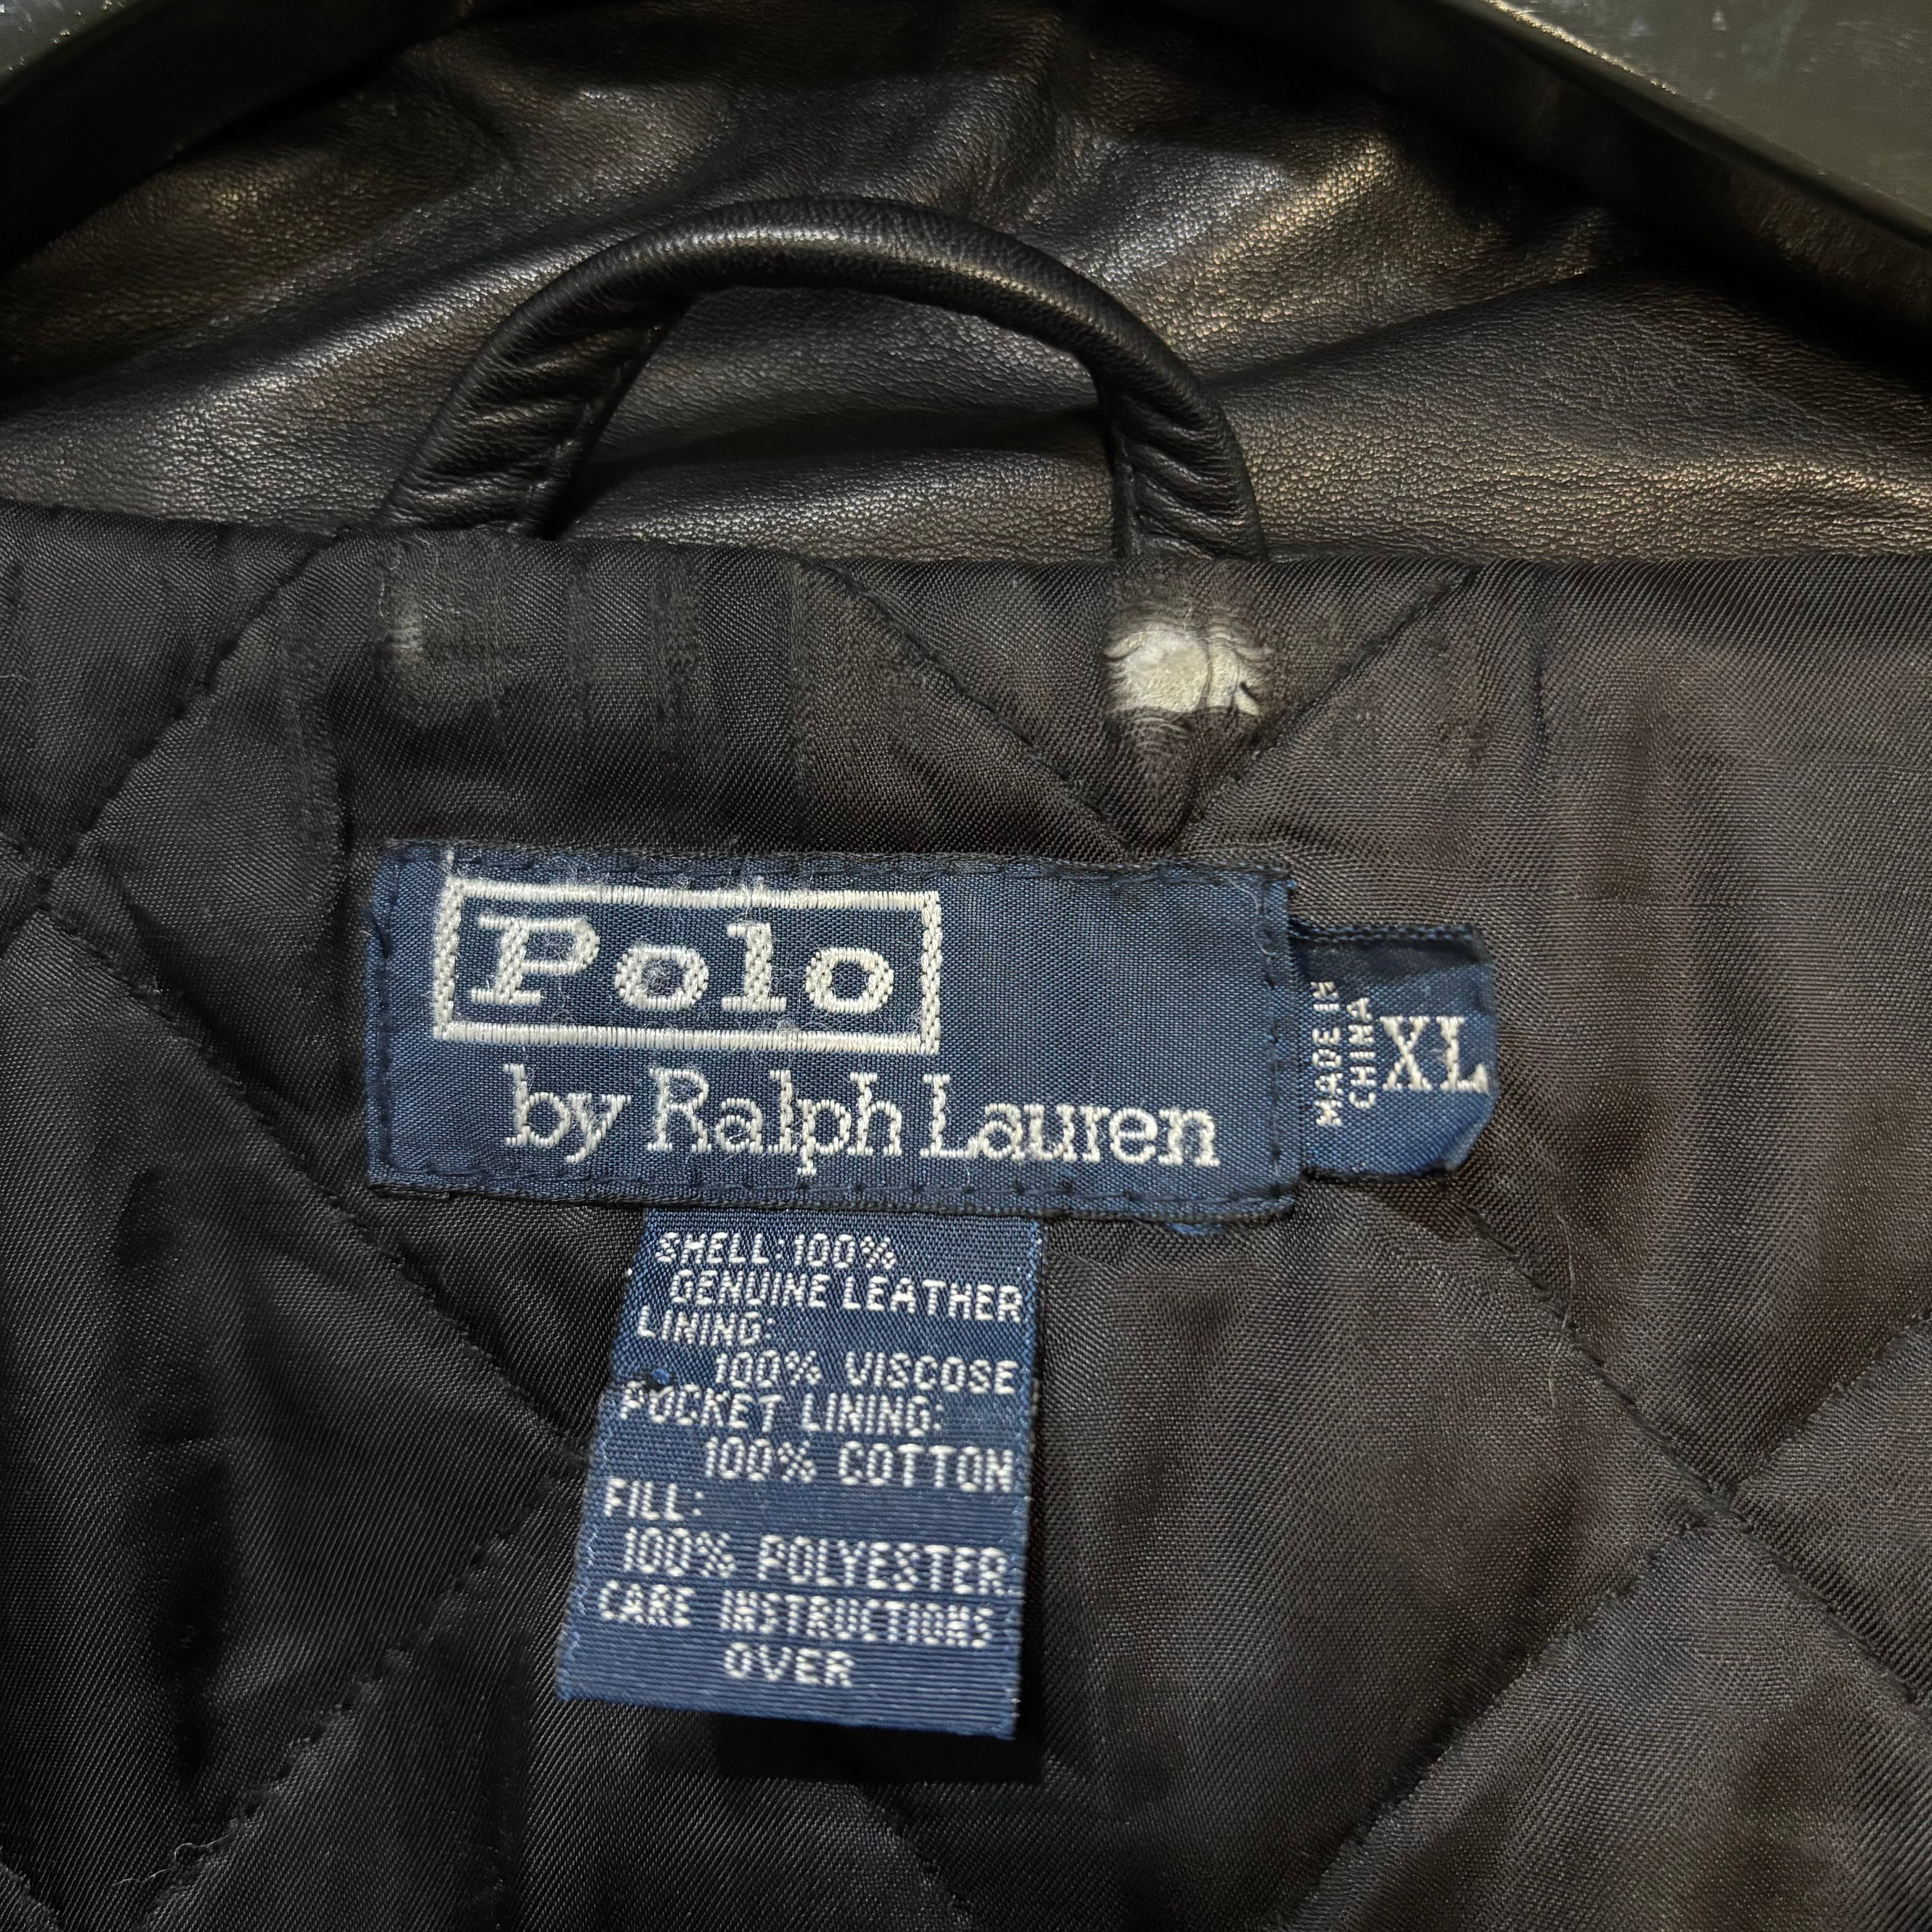 Polo
by Ralph Lauren
MADE IN
CHINA
XL
SHELL:100%
GENUINE LEATHER
LINING:
100% VISCOSE
POCKET LINING:
100% COTTON
FILL:
100% POLYESTER
CARE INSTRUCTIONS
OVER